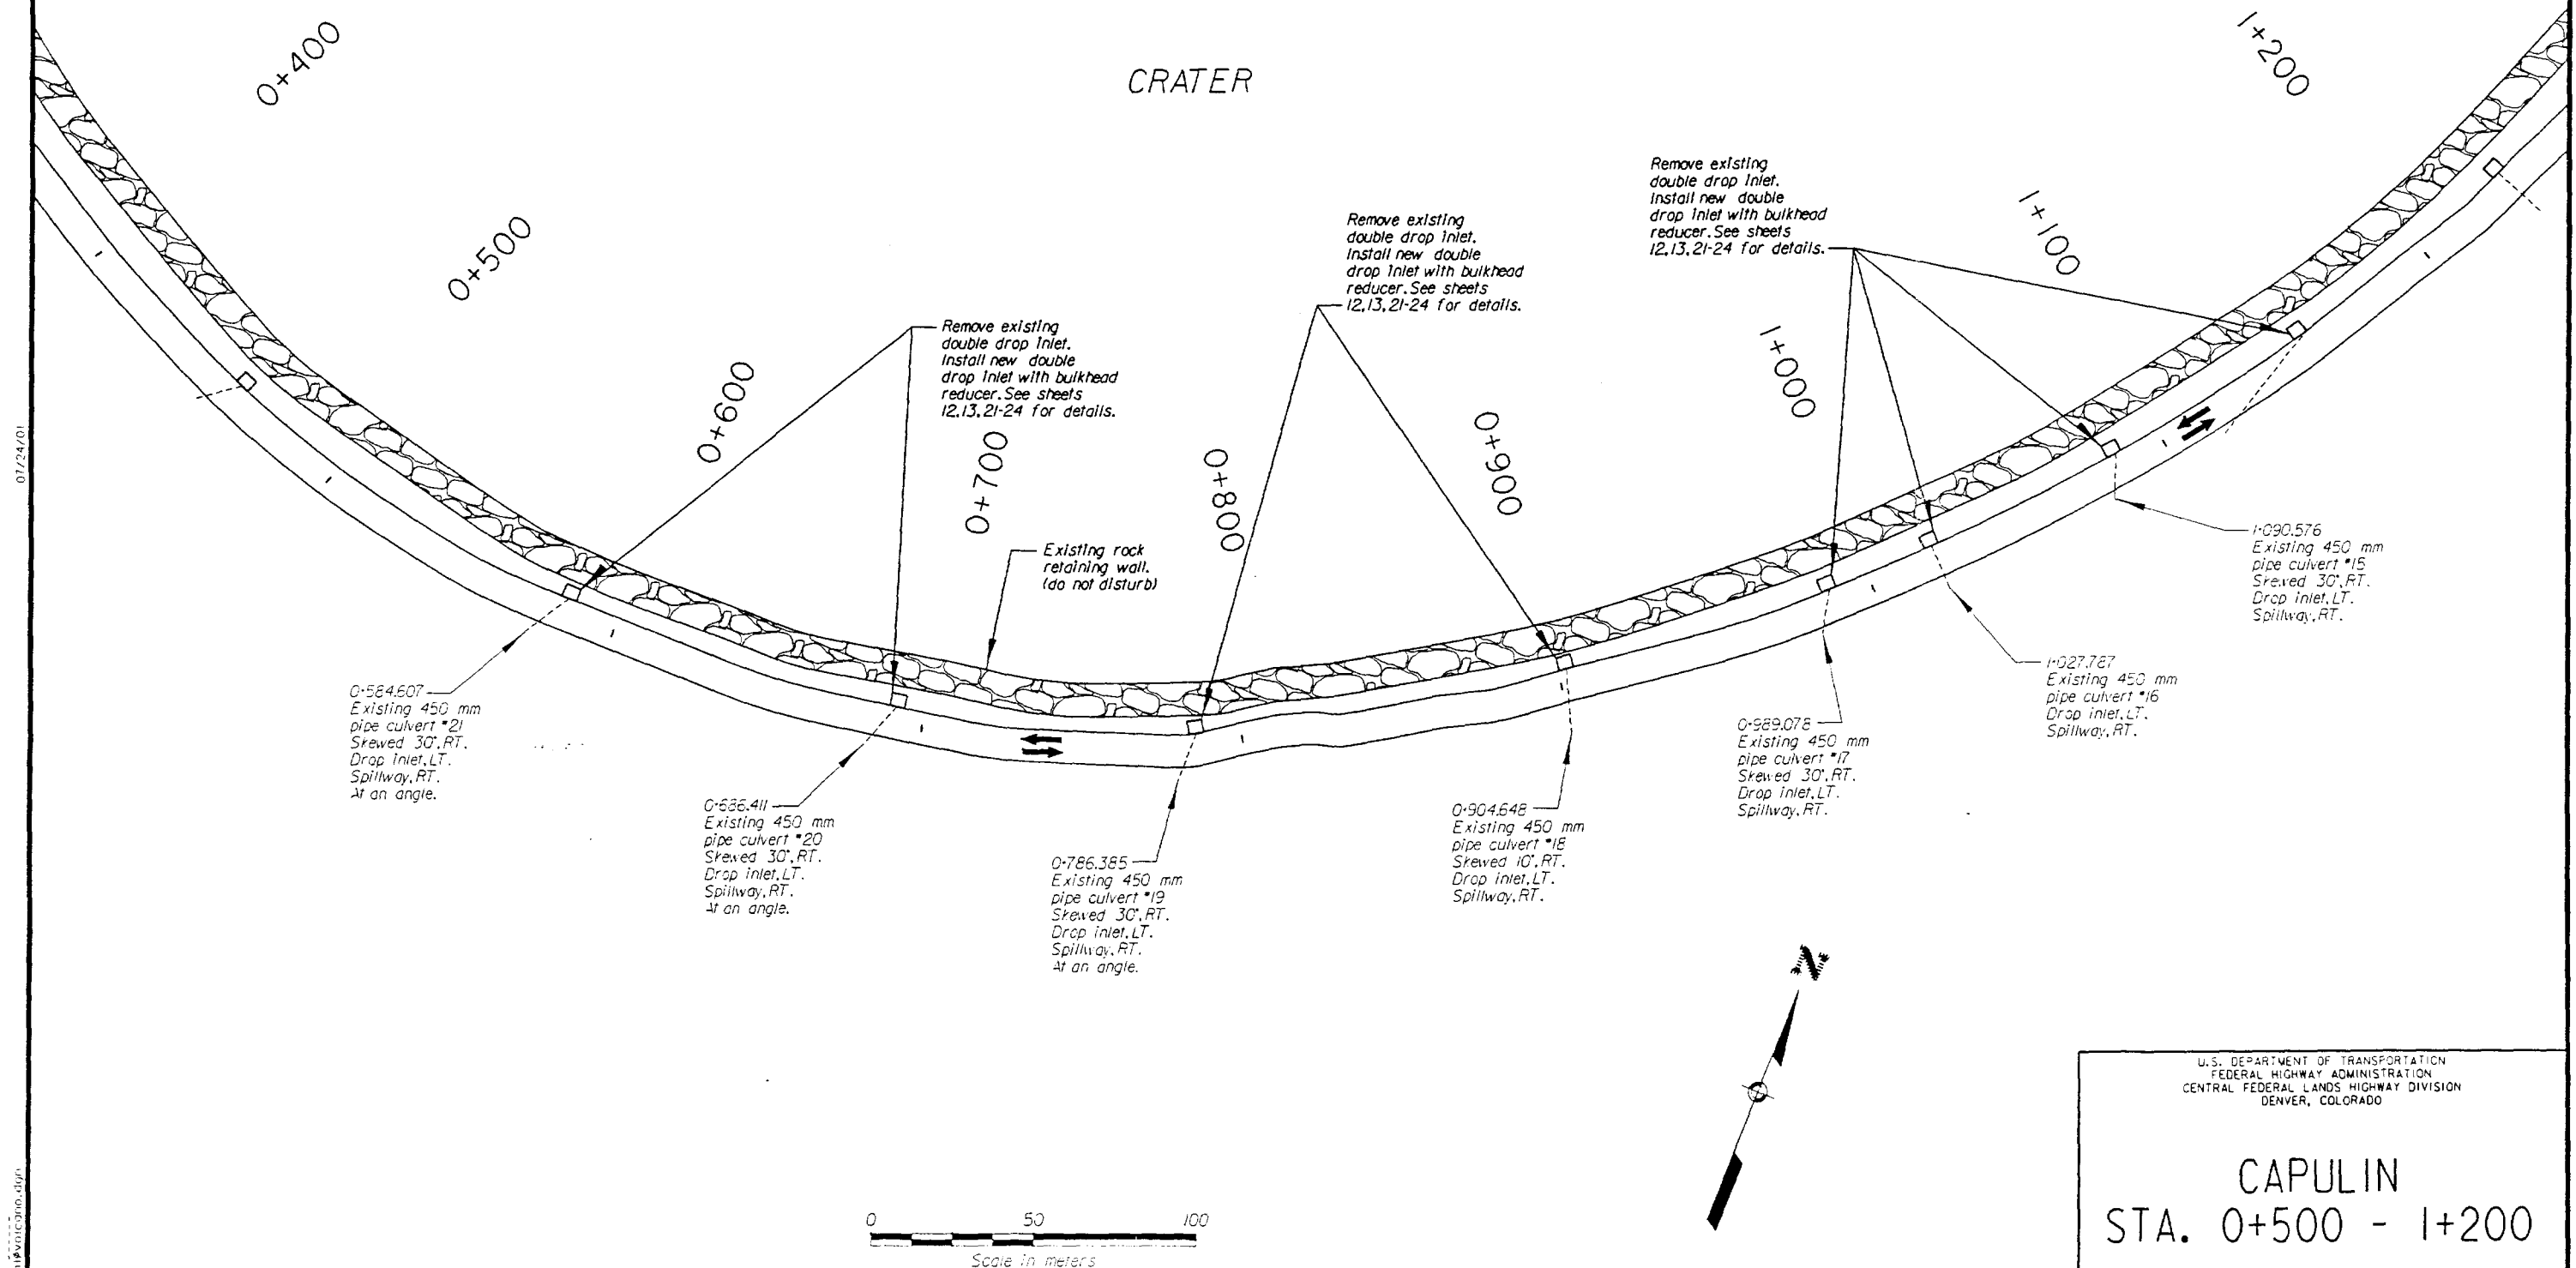 CRATER
0+400
0+500
0+600
0+700
0+800
0+900
1+000
1+100
1+200
Remove existing
double drop inlet.
Install new double
drop inlet with bulkhead
reducer. See sheets
12,13,21-24 for details.
Remove existing
double drop inlet.
Install new double
drop inlet with bulkhead
reducer. See sheets
12,13,21-24 for details.
Remove existing
double drop inlet.
Install new double
drop inlet with bulkhead
reducer. See sheets
12,13,21-24 for details.
Existing rock
retaining wall.
(do not disturb)
0+584.607
Existing 450 mm
pipe culvert #21
Skewed 30°, RT.
Drop inlet, LT.
Spillway, RT.
At an angle.
0+686.411
Existing 450 mm
pipe culvert #20
Skewed 30°, RT.
Drop inlet, LT.
Spillway, RT.
At an angle.
0+786.385
Existing 450 mm
pipe culvert #19
Skewed 30°, RT.
Drop inlet, LT.
Spillway, RT.
At an angle.
0+904.648
Existing 450 mm
pipe culvert #18
Skewed 10°, RT.
Drop inlet, LT.
Spillway, RT.
0+989.078
Existing 450 mm
pipe culvert #17
Skewed 30°, RT.
Drop inlet, LT.
Spillway, RT.
1+027.787
Existing 450 mm
pipe culvert #16
Drop inlet, LT.
Spillway, RT.
1+090.576
Existing 450 mm
pipe culvert #15
Skewed 30°, RT.
Drop inlet, LT.
Spillway, RT.
07/24/01
N
0 50 100
Scale in meters
U.S. DEPARTMENT OF TRANSPORTATION
FEDERAL HIGHWAY ADMINISTRATION
CENTRAL FEDERAL LANDS HIGHWAY DIVISION
DENVER, COLORADO
CAPULIN
STA. 0+500 - 1+200